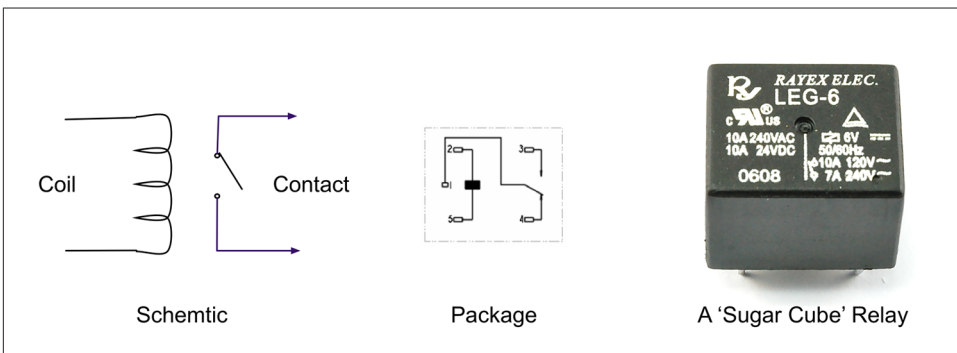 Coil
Contact
Schemtic
2
3
1
5
4
Package
R RAYEX ELEC.
LEG-6
c UL® US
10A 240VAC 6V
10A 24VDC 50/60Hz
10A 120V~
0608 7A 240V~
A ‘Sugar Cube’ Relay